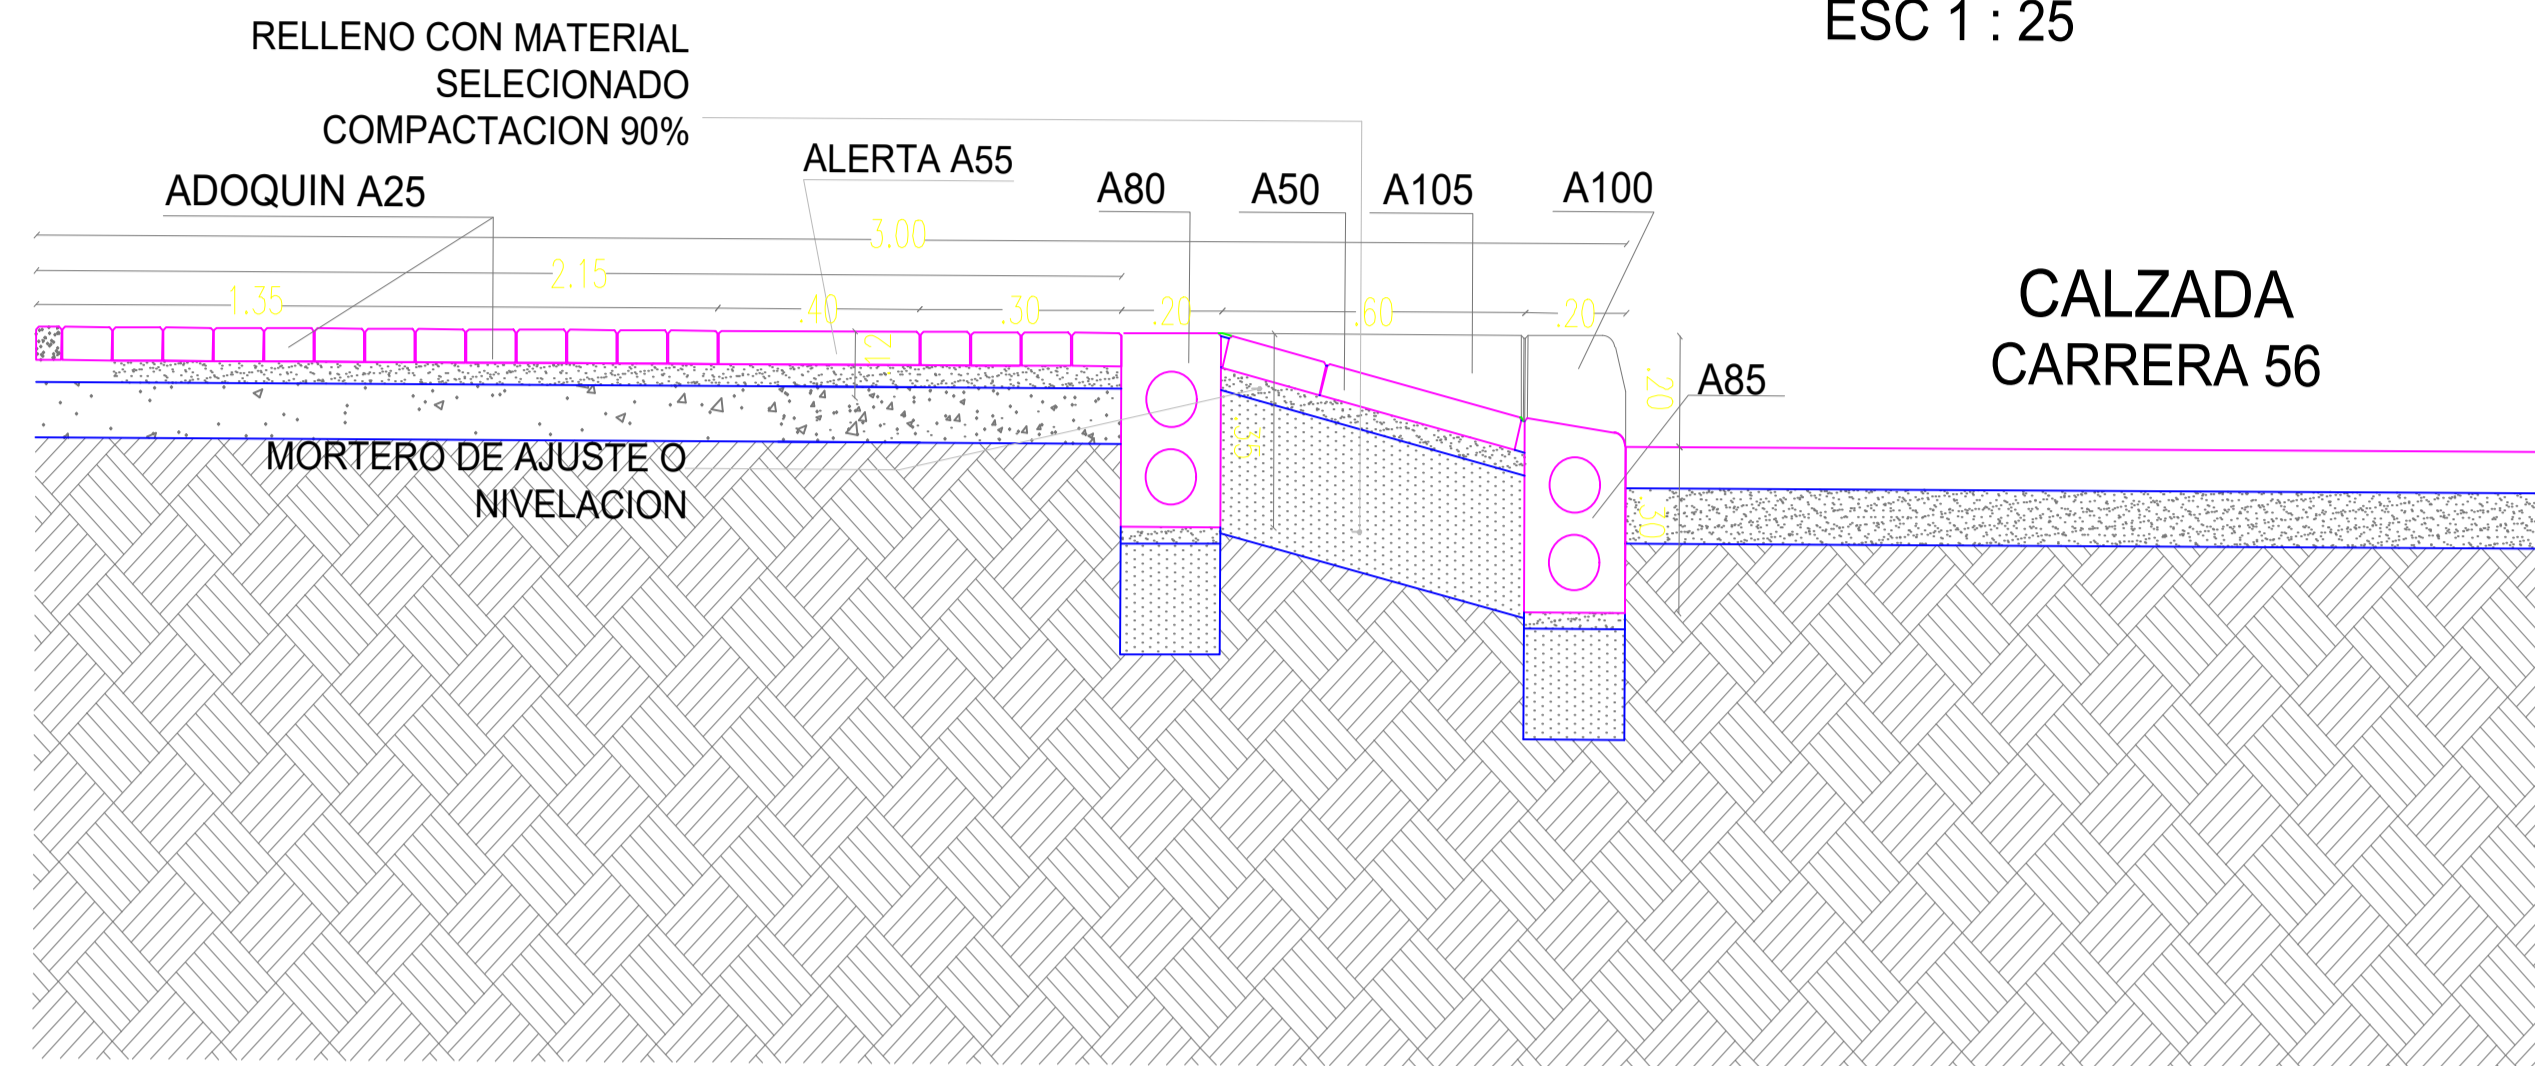 ESC 1 : 25
RELLENO CON MATERIAL
SELECIONADO
COMPACTACION 90%
ALERTA A55
ADOQUIN A25
A80
A50
A105
A100
3.00
2.15
1.35
.40
.30
.20
.60
.20
CALZADA
CARRERA 56
.12
.20
A85
.35
.30
MORTERO DE AJUSTE O
NIVELACION